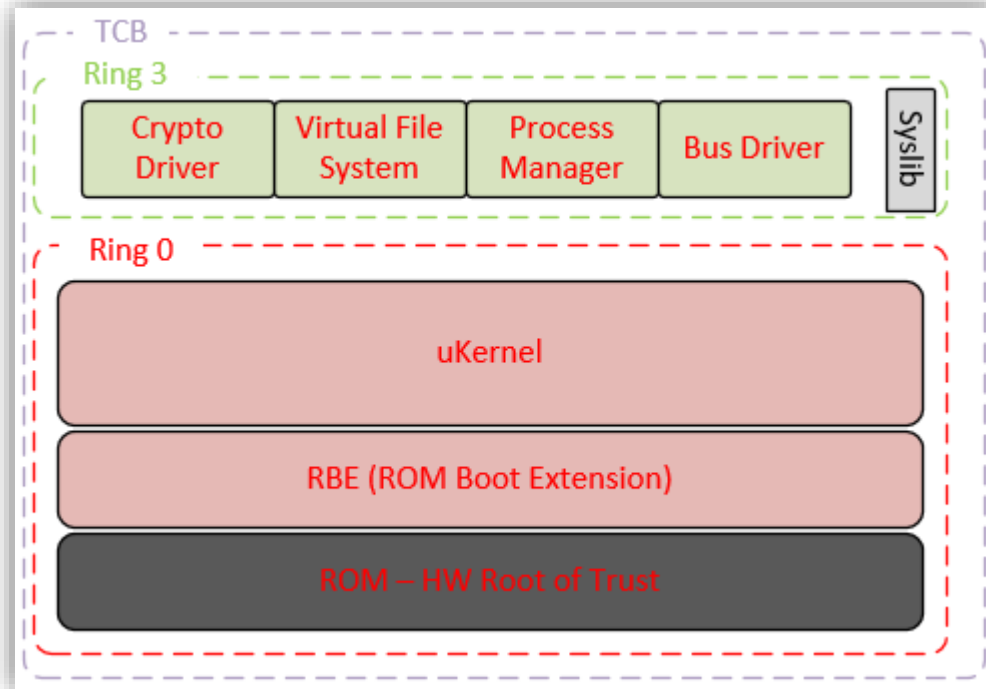 TCB
Ring 3
Crypto
Driver
Virtual File
System
Process
Manager
Bus Driver
Syslib
Ring 0
uKernel
RBE (ROM Boot Extension)
ROM – HW Root of Trust